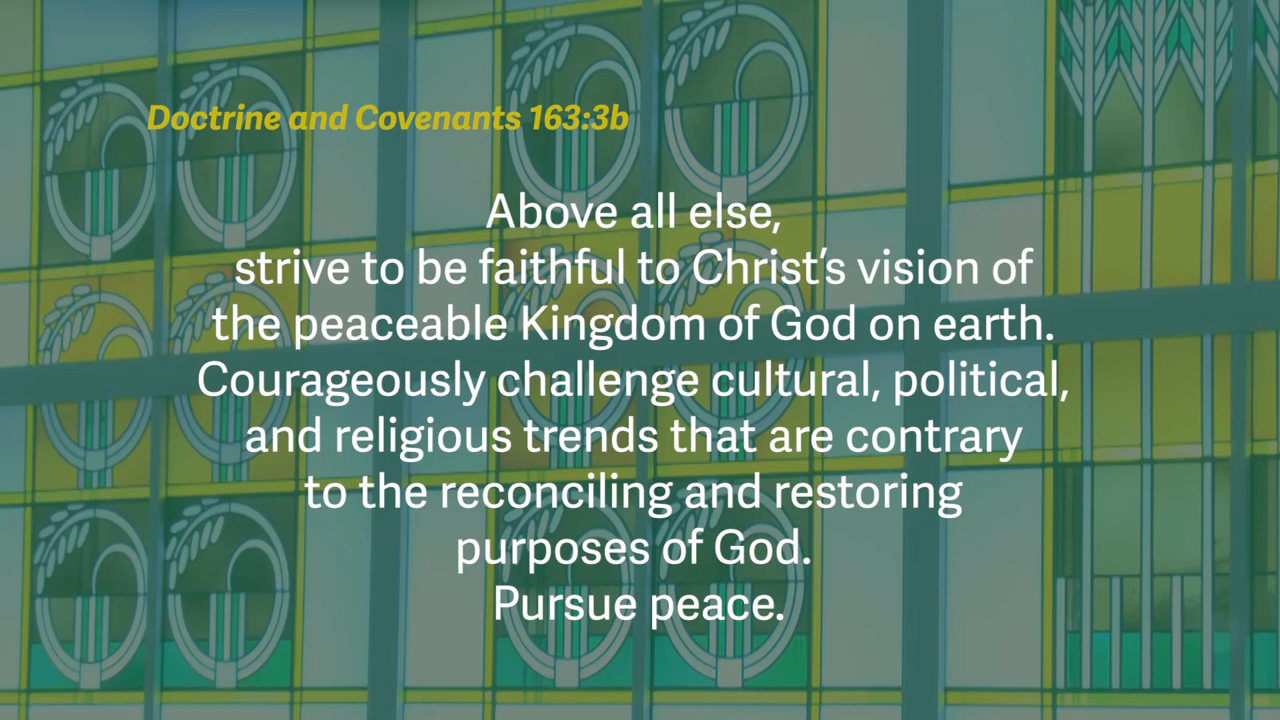 Doctrine and Covenants 163:3b
Above all else,
strive to be faithful to Christ’s vision of
the peaceable Kingdom of God on earth.
Courageously challenge cultural, political,
and religious trends that are contrary
to the reconciling and restoring
purposes of God.
Pursue peace.